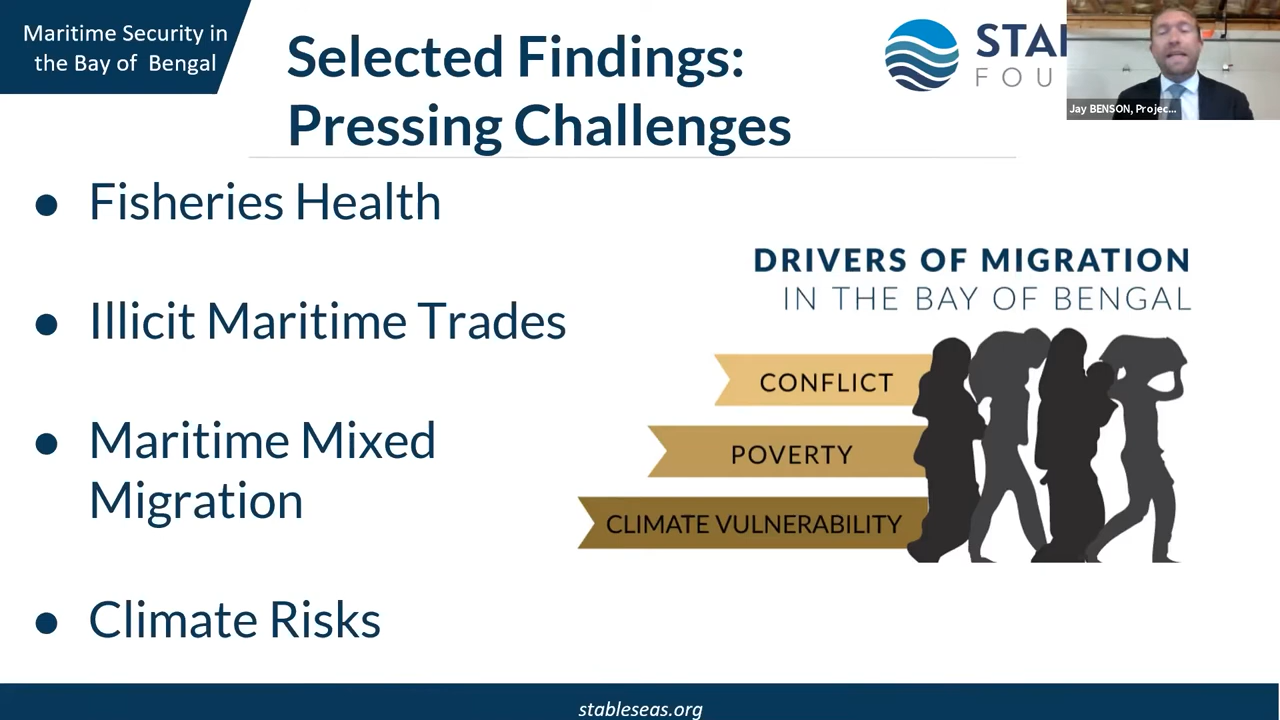 Maritime Security in
the Bay of Bengal
Selected Findings:
Pressing Challenges
Jay BENSON, Projec...
● Fisheries Health
● Illicit Maritime Trades
● Maritime Mixed
Migration
● Climate Risks
DRIVERS OF MIGRATION
IN THE BAY OF BENGAL
CONFLICT
POVERTY
CLIMATE VULNERABILITY
stableseas.org